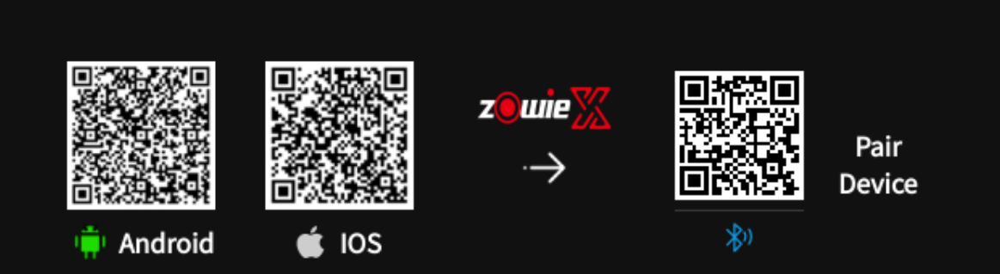 Android
IOS
zowie X
Pair
Device